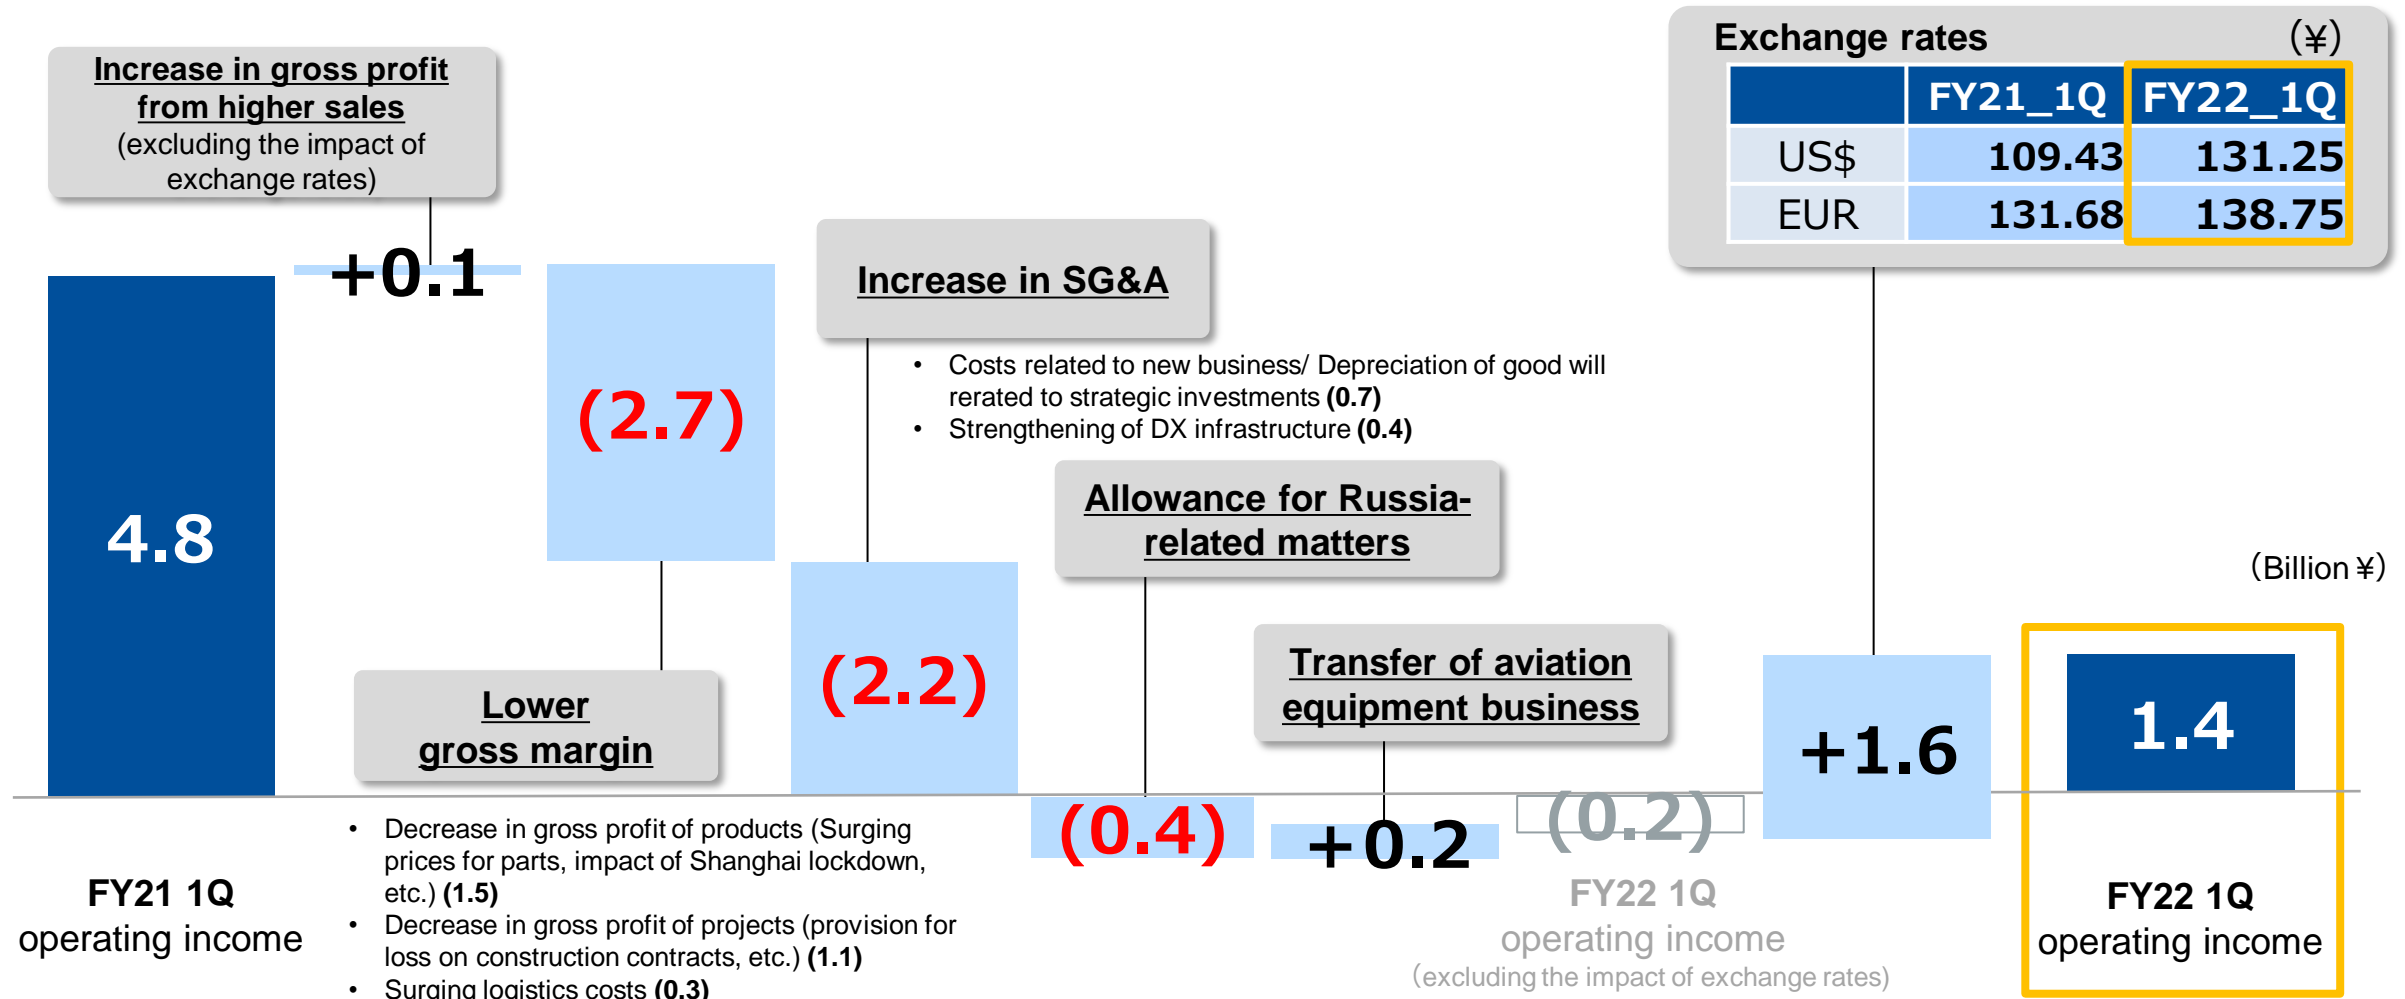 Exchange rates (¥)
FY21_1Q FY22_1Q
US$ 109.43 131.25
EUR 131.68 138.75
Increase in gross profit
from higher sales
(excluding the impact of
exchange rates)
+0.1
Increase in SG&A
• Costs related to new business/ Depreciation of good will
rerated to strategic investments (0.7)
• Strengthening of DX infrastructure (0.4)
(2.7)
4.8
Allowance for Russia-
related matters
(Billion ¥)
(2.2)
Transfer of aviation
equipment business
Lower
gross margin
+1.6
1.4
(0.4)
+0.2
(0.2)
• Decrease in gross profit of products (Surging
prices for parts, impact of Shanghai lockdown,
etc.) (1.5)
• Decrease in gross profit of projects (provision for
loss on construction contracts, etc.) (1.1)
• Surging logistics costs (0.3)
FY21 1Q
operating income
FY22 1Q
operating income
(excluding the impact of exchange rates)
FY22 1Q
operating income